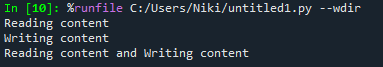 In [10]: %runfile C:/Users/Niki/untitled1.py --wdir
Reading content
Writing content
Reading content and Writing content